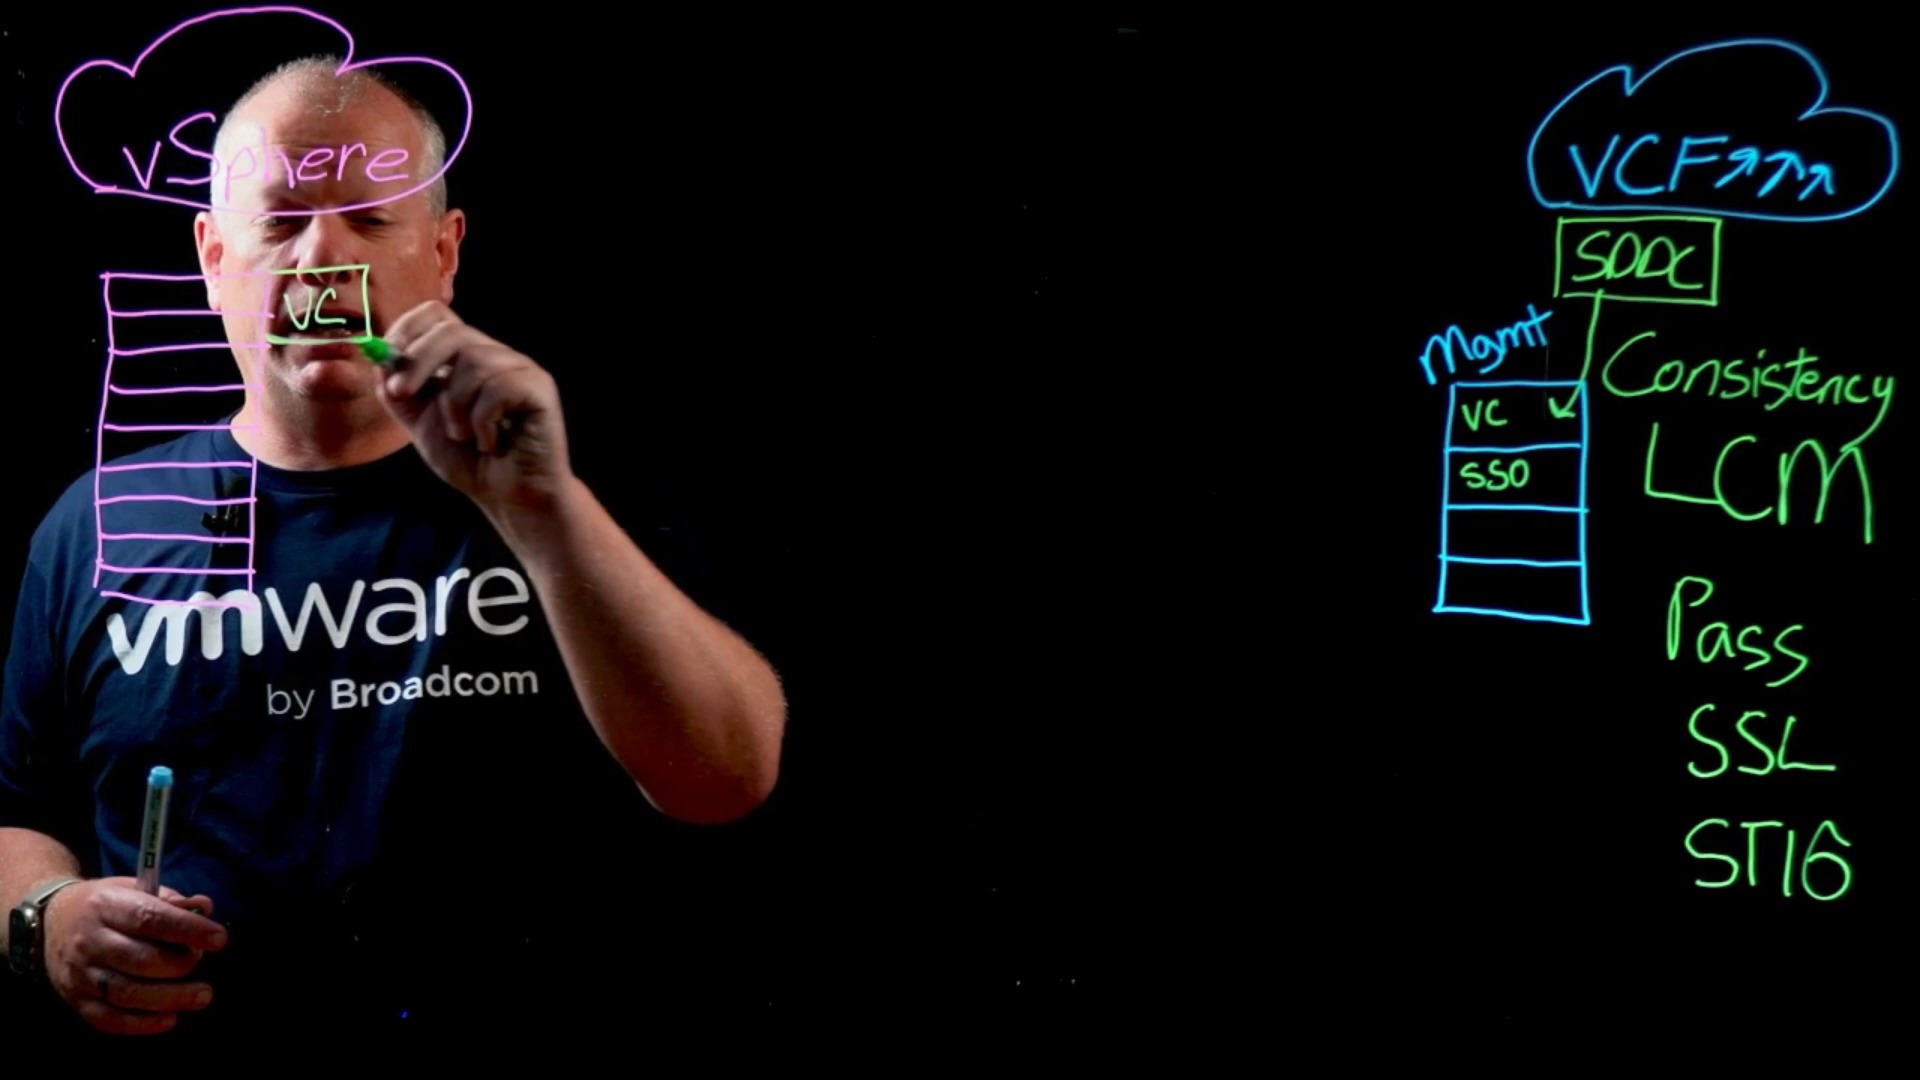 vSphere
VC
vmware
by Broadcom
VCF
SDDC
Mgmt
Consistency
VC
LCM
SSO
Pass
SSL
STIG